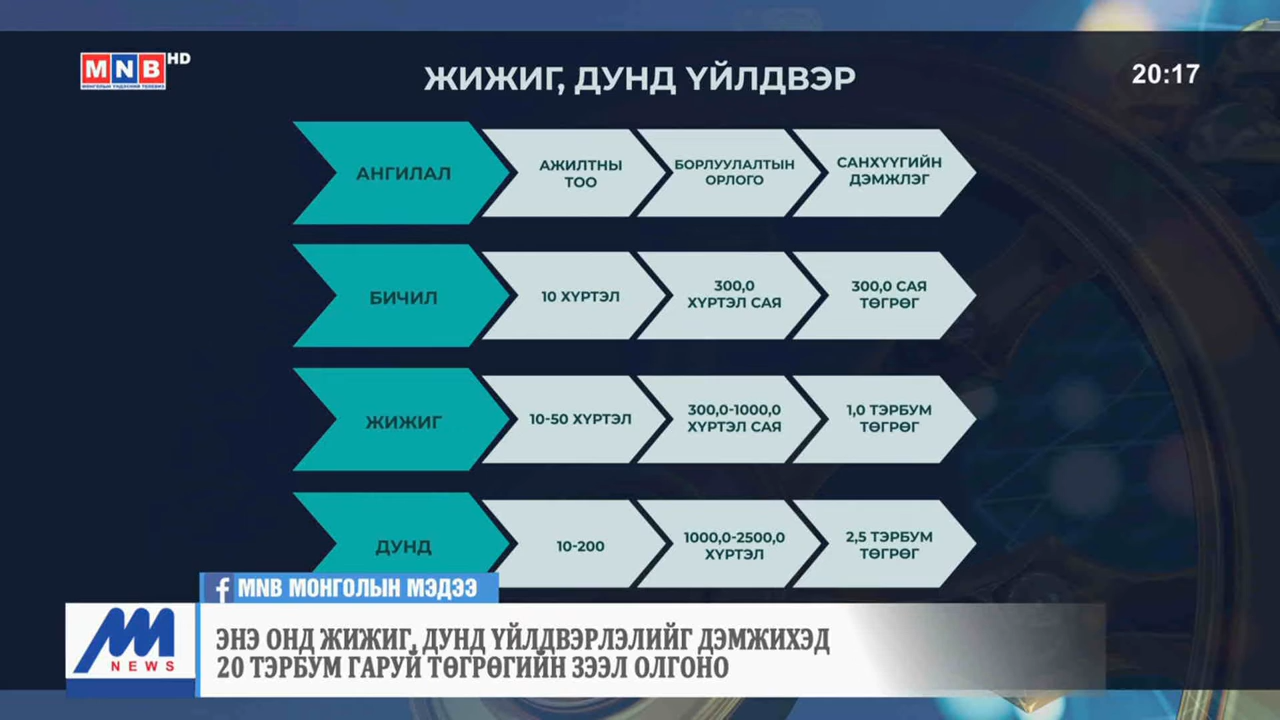 MNB HD
МОНГОЛЫН ҮНДЭСНИЙ ТЕЛЕВИЗ
20:17
ЖИЖИГ, ДУНД ҮЙЛДВЭР
АНГИЛАЛ
АЖИЛТНЫ
ТОО
БОРЛУУЛАЛТЫН
ОРЛОГО
САНХҮҮГИЙН
ДЭМЖЛЭГ
БИЧИЛ
10 ХҮРТЭЛ
300,0
ХҮРТЭЛ САЯ
300,0 САЯ
ТӨГРӨГ
ЖИЖИГ
10-50 ХҮРТЭЛ
300,0-1000,0
ХҮРТЭЛ САЯ
1,0 ТЭРБУМ
ТӨГРӨГ
ДУНД
10-200
1000,0-2500,0
ХҮРТЭЛ
2,5 ТЭРБУМ
ТӨГРӨГ
f MNB МОНГОЛЫН МЭДЭЭ
NEWS
ЭНЭ ОНД ЖИЖИГ, ДУНД ҮЙЛДВЭРЛЭЛИЙГ ДЭМЖИХЭД
20 ТЭРБУМ ГАРУЙ ТӨГРӨГИЙН ЗЭЭЛ ОЛГОНО